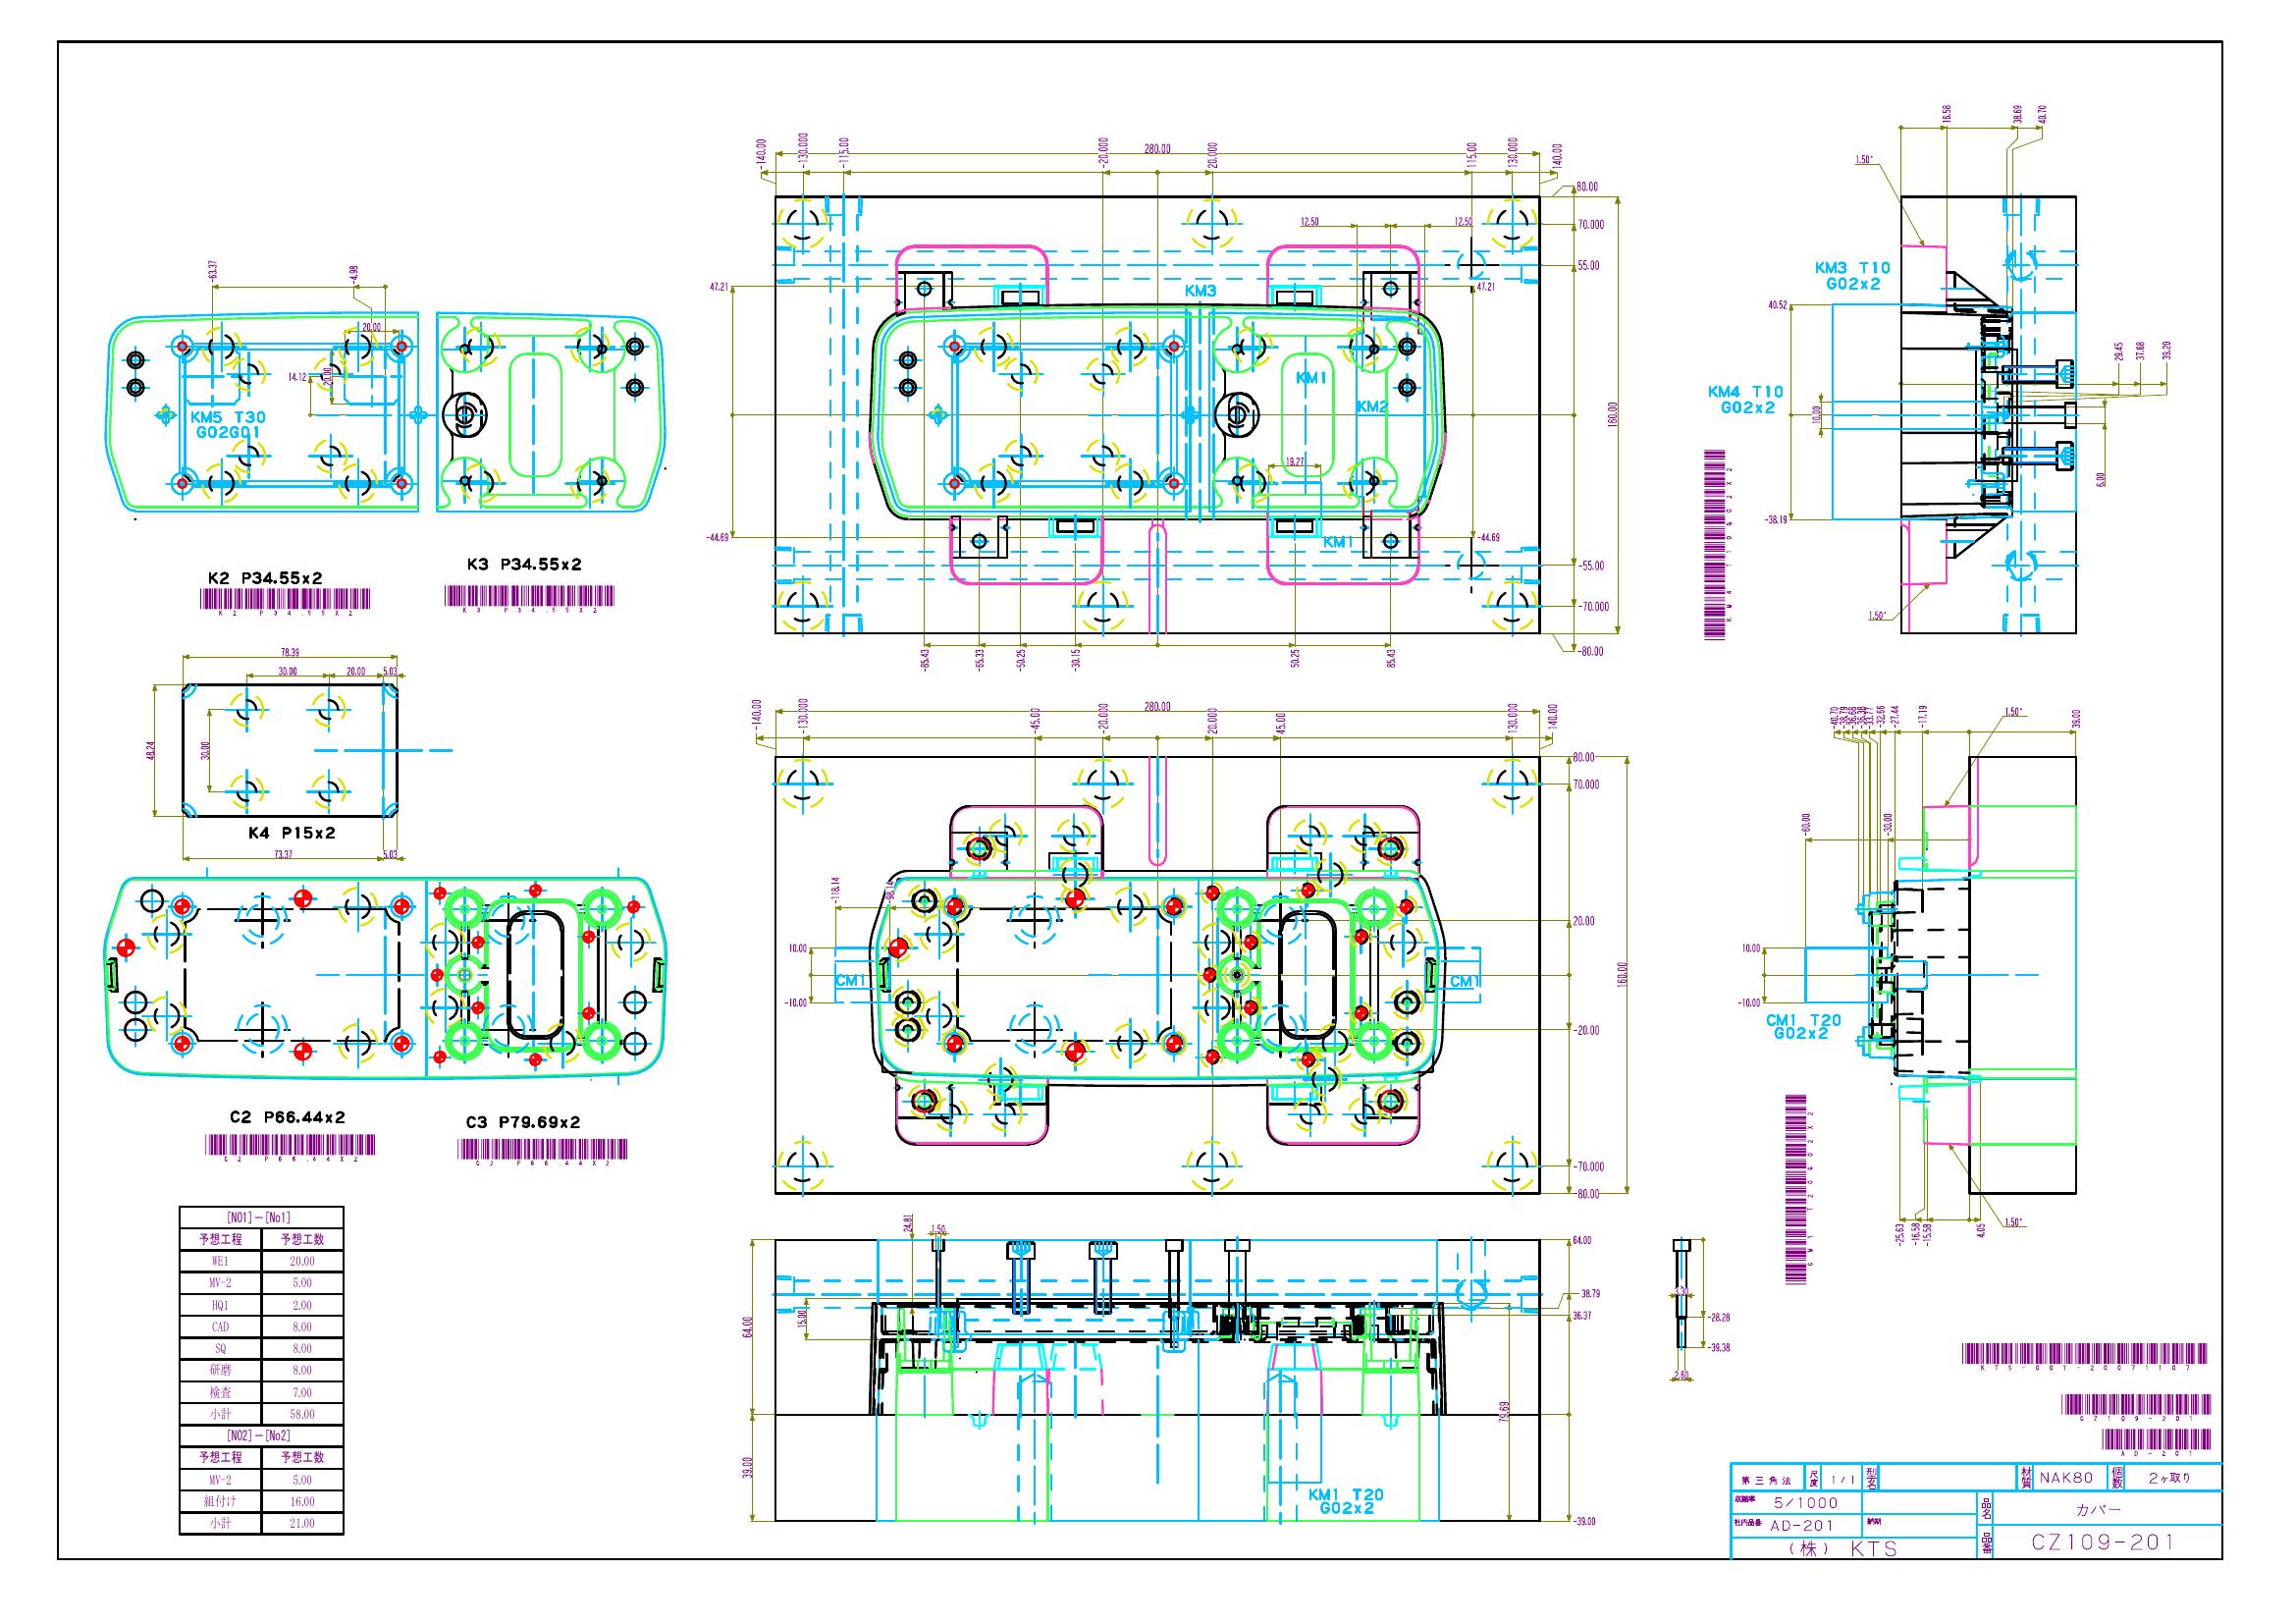 -63.37
-4.98
20.00
14.12
20.00
KM5 T30
G02G01
K2 P34.55x2
K2 P34.55X2
K3 P34.55x2
K3 P34.55X2
78.39
30.00
20.00
5.03
48.24
30.00
K4 P15x2
73.37
5.03
C2 P66.44x2
C2 P66.44X2
C3 P79.69x2
C2 P66.44X2
[NO1]-[No1]
予想工程 予想工数
WE1 20.00
MV-2 5.00
HQ1 2.00
CAD 8.00
SQ 8.00
研磨 8.00
検査 7.00
小計 58.00
[NO2]-[No2]
予想工程 予想工数
MV-2 5.00
組付け 16.00
小計 21.00
-140.00
-130.000
-115.00
-20.000
280.00
20.000
115.00
130.000
140.00
80.00
12.50
12.50
70.000
55.00
47.21
KM3
47.21
KM1
KM2
160.00
19.27
-44.69
KM1
-44.69
-55.00
-70.000
-80.00
-85.43
-65.33
-50.25
-30.15
50.25
85.43
-140.00
-130.000
-45.00
-20.000
280.00
20.000
45.00
130.000
140.00
80.00
70.000
-118.14
-98.14
20.00
10.00
CM1
CM1
-10.00
160.00
-20.00
-70.000
-80.00
24.81
1.50
64.00
38.79
36.37
15.00
64.00
79.69
39.00
KM1 T20
G02x2
-39.00
3.30
-28.28
-39.38
2.60
16.58
38.69
40.70
1.50°
KM3 T10
G02x2
40.52
29.45
37.68
39.20
KM4 T10
G02x2
10.00
6.00
-38.19
1.50°
KM4T10G02X2
-40.70
-38.79
-36.68
-33.77
-32.66
-27.44
-17.19
1.50°
39.00
-60.00
-30.00
10.00
-10.00
CM1 T20
G02x2
-25.63
-16.58
-15.58
4.05
1.50°
CM1T20G02X2
KTS-001-20071107
CZ109-201
AD-201
第三角法 尺度 1/1 型名 材質 NAK80 個数 2ヶ取り
収縮率 5/1000 品名 カバー
社内品番 AD-201 納期
(株) KTS 品番 CZ109-201